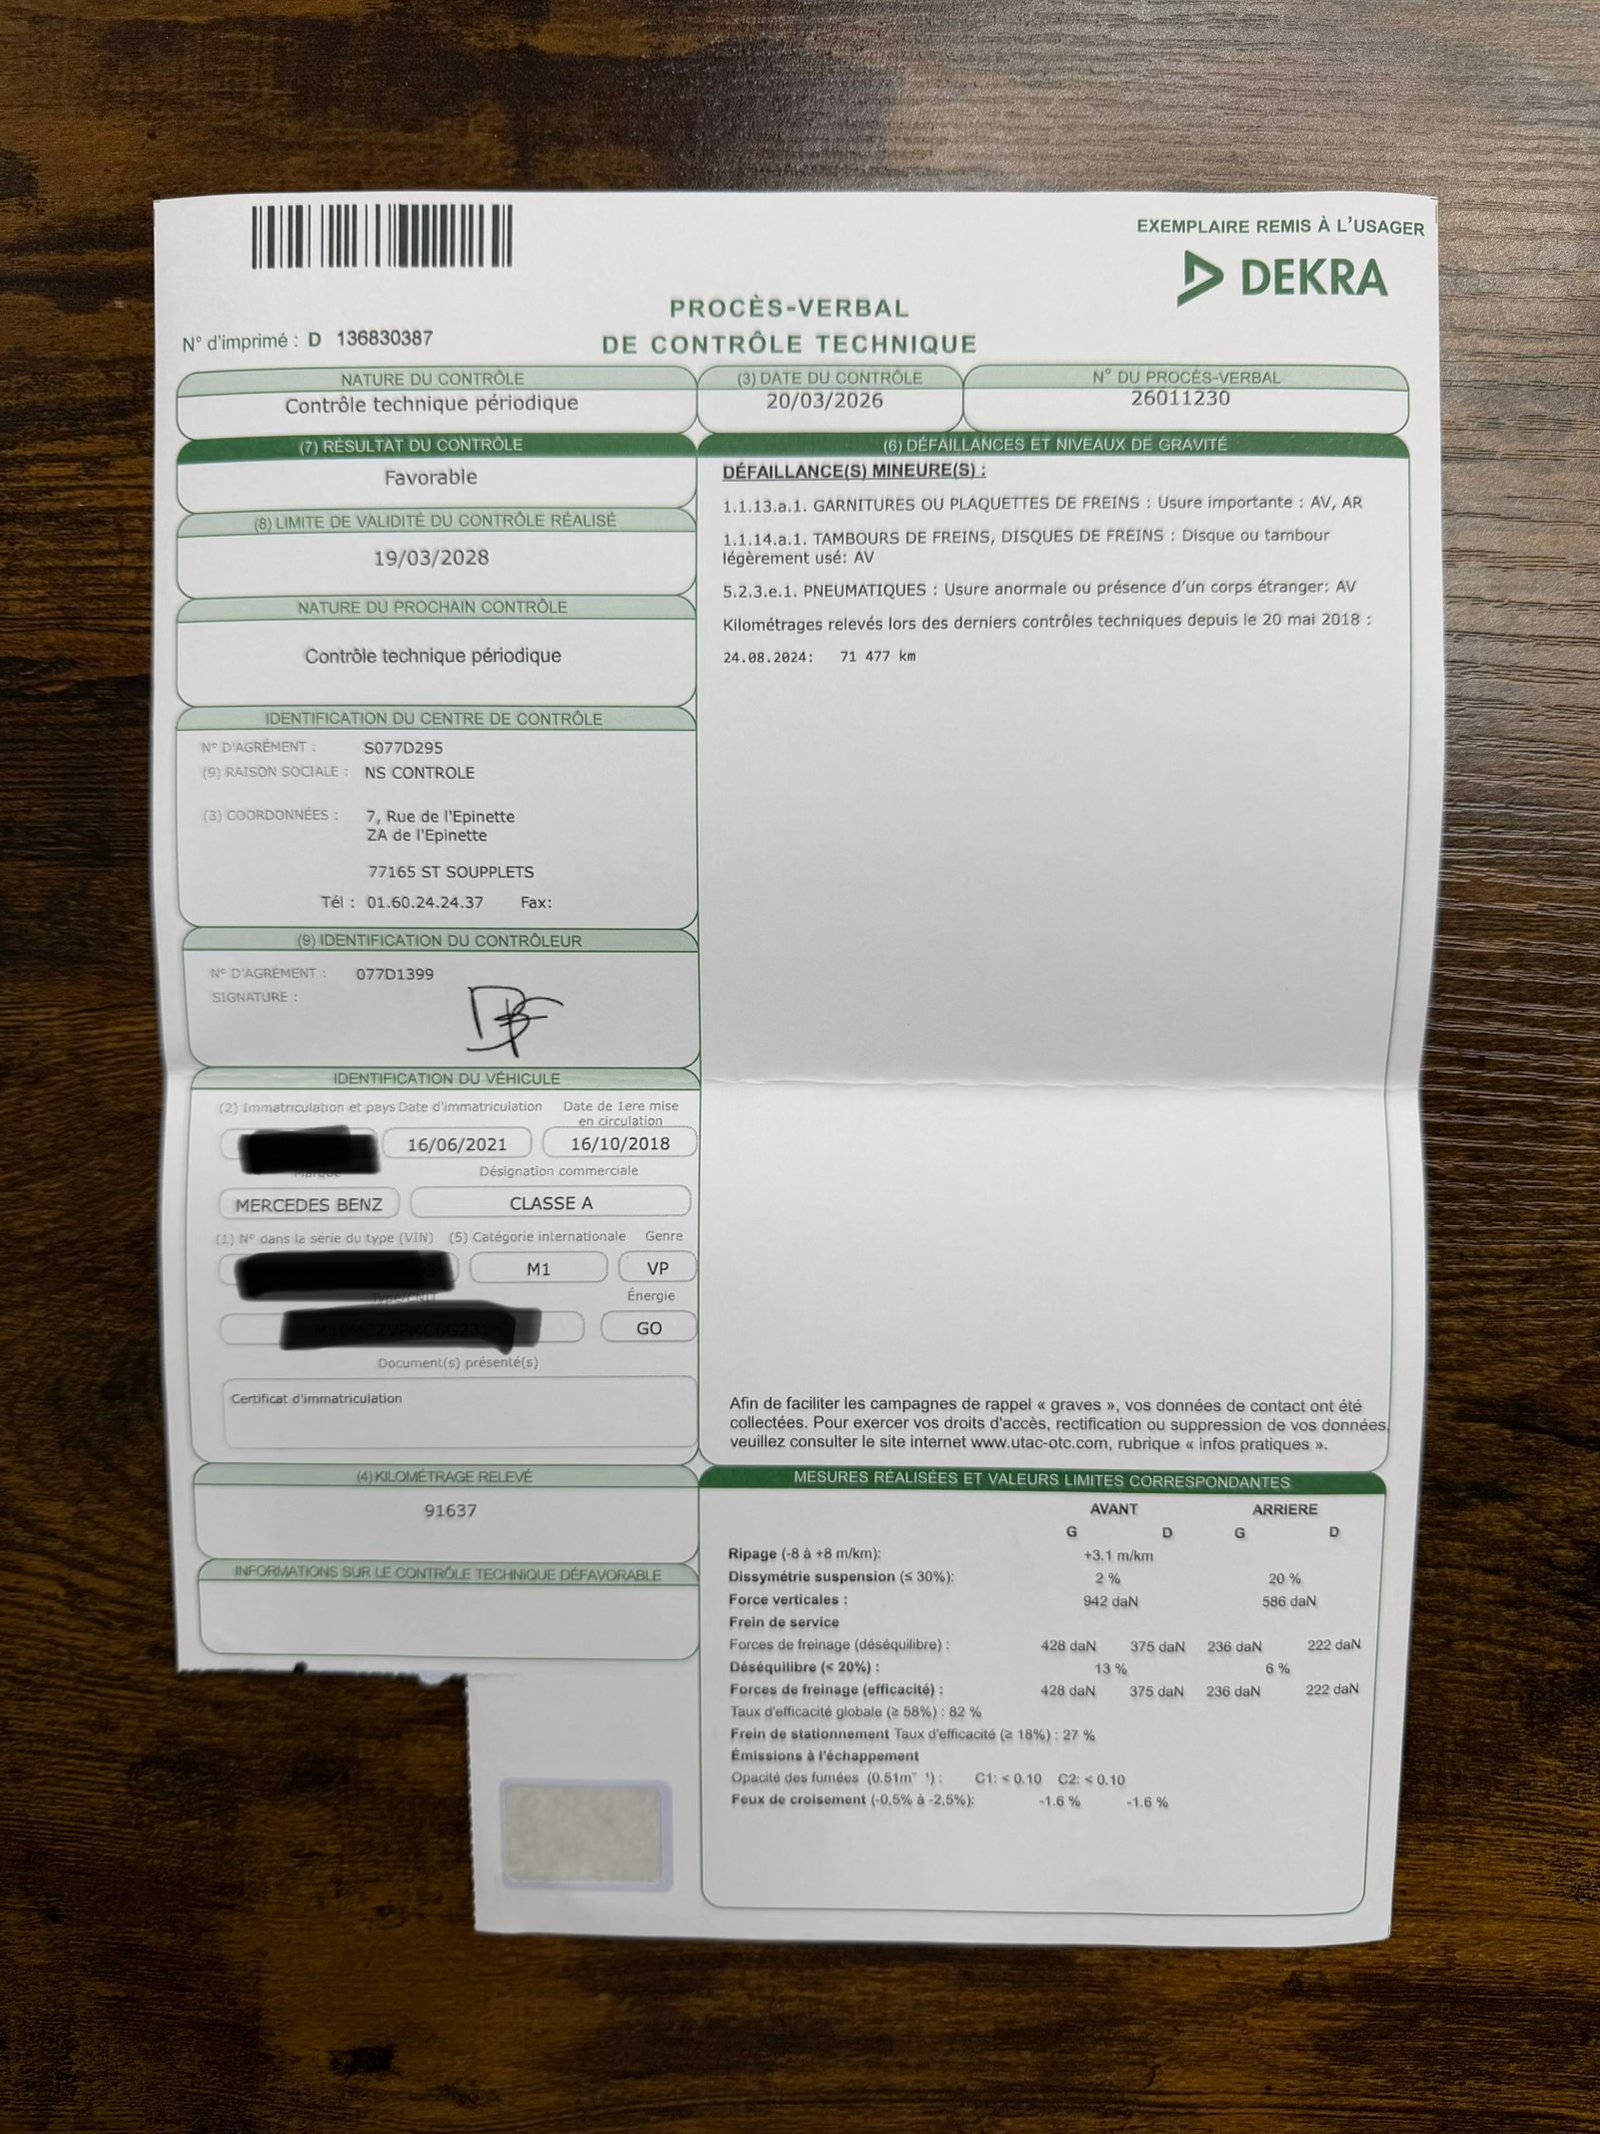 EXEMPLAIRE REMIS À L'USAGER
DEKRA
PROCÈS-VERBAL
DE CONTRÔLE TECHNIQUE
N° d'imprimé : D 136830387
NATURE DU CONTRÔLE
Contrôle technique périodique
(3) DATE DU CONTRÔLE
20/03/2026
N° DU PROCÈS-VERBAL
26011230
(7) RÉSULTAT DU CONTRÔLE
Favorable
(8) LIMITE DE VALIDITÉ DU CONTRÔLE RÉALISÉ
19/03/2028
NATURE DU PROCHAIN CONTRÔLE
Contrôle technique périodique
IDENTIFICATION DU CENTRE DE CONTRÔLE
N° D'AGRÉMENT : S077D295
(9) RAISON SOCIALE : NS CONTROLE
(3) COORDONNÉES : 7, Rue de l'Epinette
ZA de l'Epinette
77165 ST SOUPPLETS
Tél : 01.60.24.24.37 Fax:
(9) IDENTIFICATION DU CONTRÔLEUR
N° D'AGRÉMENT : 077D1399
SIGNATURE :
IDENTIFICATION DU VÉHICULE
(2) Immatriculation et pays Date d'immatriculation Date de 1ere mise
en circulation
16/06/2021 16/10/2018
Marque Désignation commerciale
MERCEDES BENZ CLASSE A
(1) N° dans la série du type (VIN) (5) Catégorie internationale Genre
M1 VP
Type/CNIT Énergie
GO
Document(s) présenté(s)
Certificat d'immatriculation
(4) KILOMÉTRAGE RELEVÉ
91637
INFORMATIONS SUR LE CONTRÔLE TECHNIQUE DÉFAVORABLE
(6) DÉFAILLANCES ET NIVEAUX DE GRAVITÉ
DÉFAILLANCE(S) MINEURE(S) :
1.1.13.a.1. GARNITURES OU PLAQUETTES DE FREINS : Usure importante : AV, AR
1.1.14.a.1. TAMBOURS DE FREINS, DISQUES DE FREINS : Disque ou tambour
légèrement usé: AV
5.2.3.e.1. PNEUMATIQUES : Usure anormale ou présence d'un corps étranger: AV
Kilométrages relevés lors des derniers contrôles techniques depuis le 20 mai 2018 :
24.08.2024: 71 477 km
Afin de faciliter les campagnes de rappel « graves », vos données de contact ont été
collectées. Pour exercer vos droits d'accès, rectification ou suppression de vos données,
veuillez consulter le site internet www.utac-otc.com, rubrique « infos pratiques ».
MESURES RÉALISÉES ET VALEURS LIMITES CORRESPONDANTES
AVANT ARRIERE
G D G D
Ripage (-8 à +8 m/km): +3.1 m/km
Dissymétrie suspension (≤ 30%): 2 % 20 %
Force verticales : 942 daN 586 daN
Frein de service
Forces de freinage (déséquilibre) : 428 daN 375 daN 236 daN 222 daN
Déséquilibre (< 20%) : 13 % 6 %
Forces de freinage (efficacité) : 428 daN 375 daN 236 daN 222 daN
Taux d'efficacité globale (≥ 58%) : 82 %
Frein de stationnement Taux d'efficacité (≥ 18%) : 27 %
Émissions à l'échappement
Opacité des fumées (0.51m⁻¹) : C1: < 0.10 C2: < 0.10
Feux de croisement (-0,5% à -2,5%): -1.6 % -1.6 %